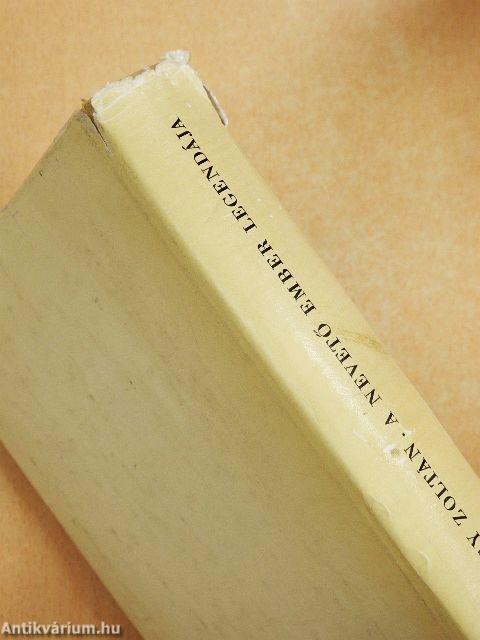 ZOLTÁN · A NEVETŐ EMBER LEGENDÁJA
Antikvárium.hu